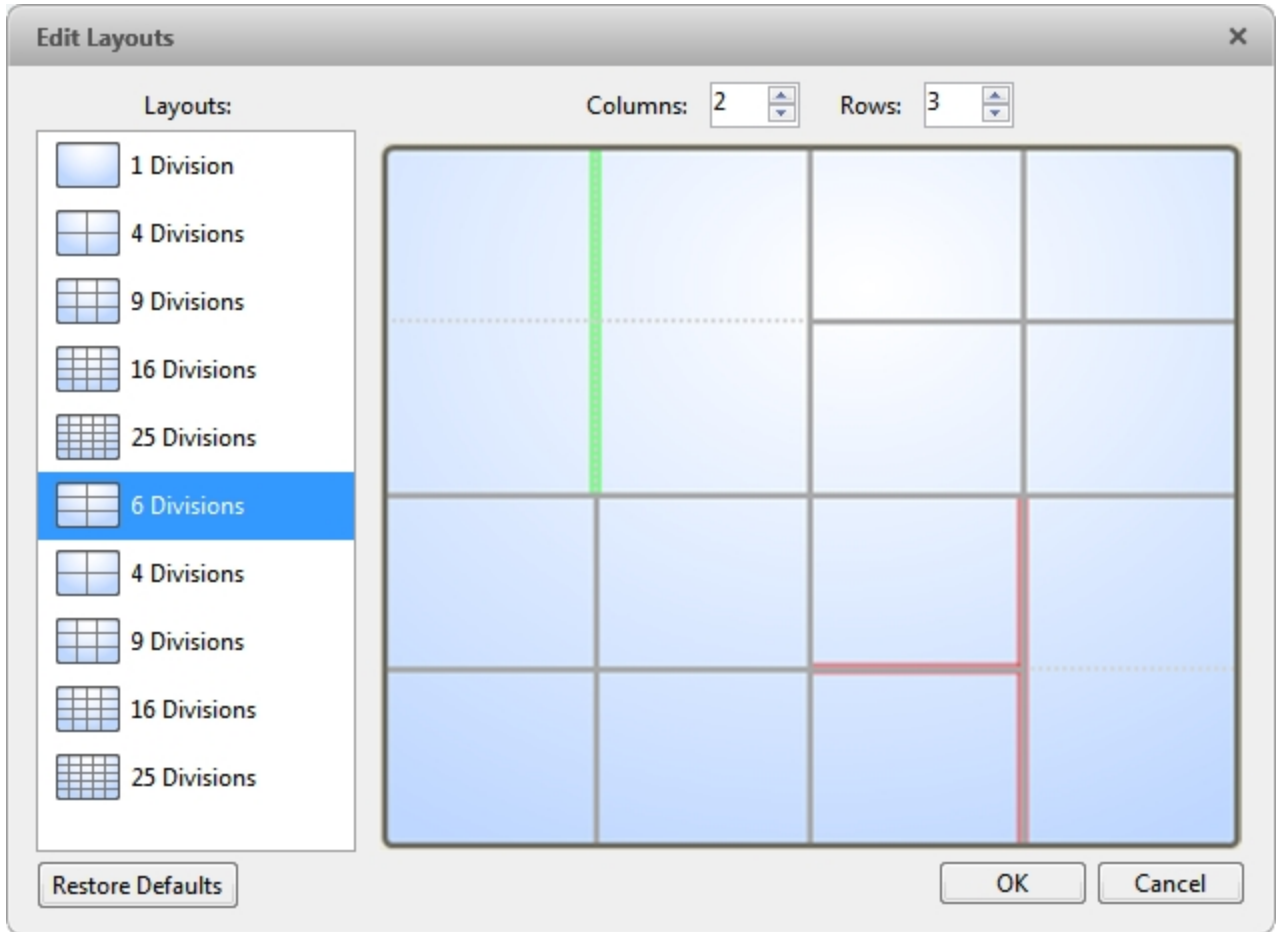 Edit Layouts
Layouts:
Columns: 2 Rows: 3
1 Division
4 Divisions
9 Divisions
16 Divisions
25 Divisions
6 Divisions
4 Divisions
9 Divisions
16 Divisions
25 Divisions
Restore Defaults
OK
Cancel